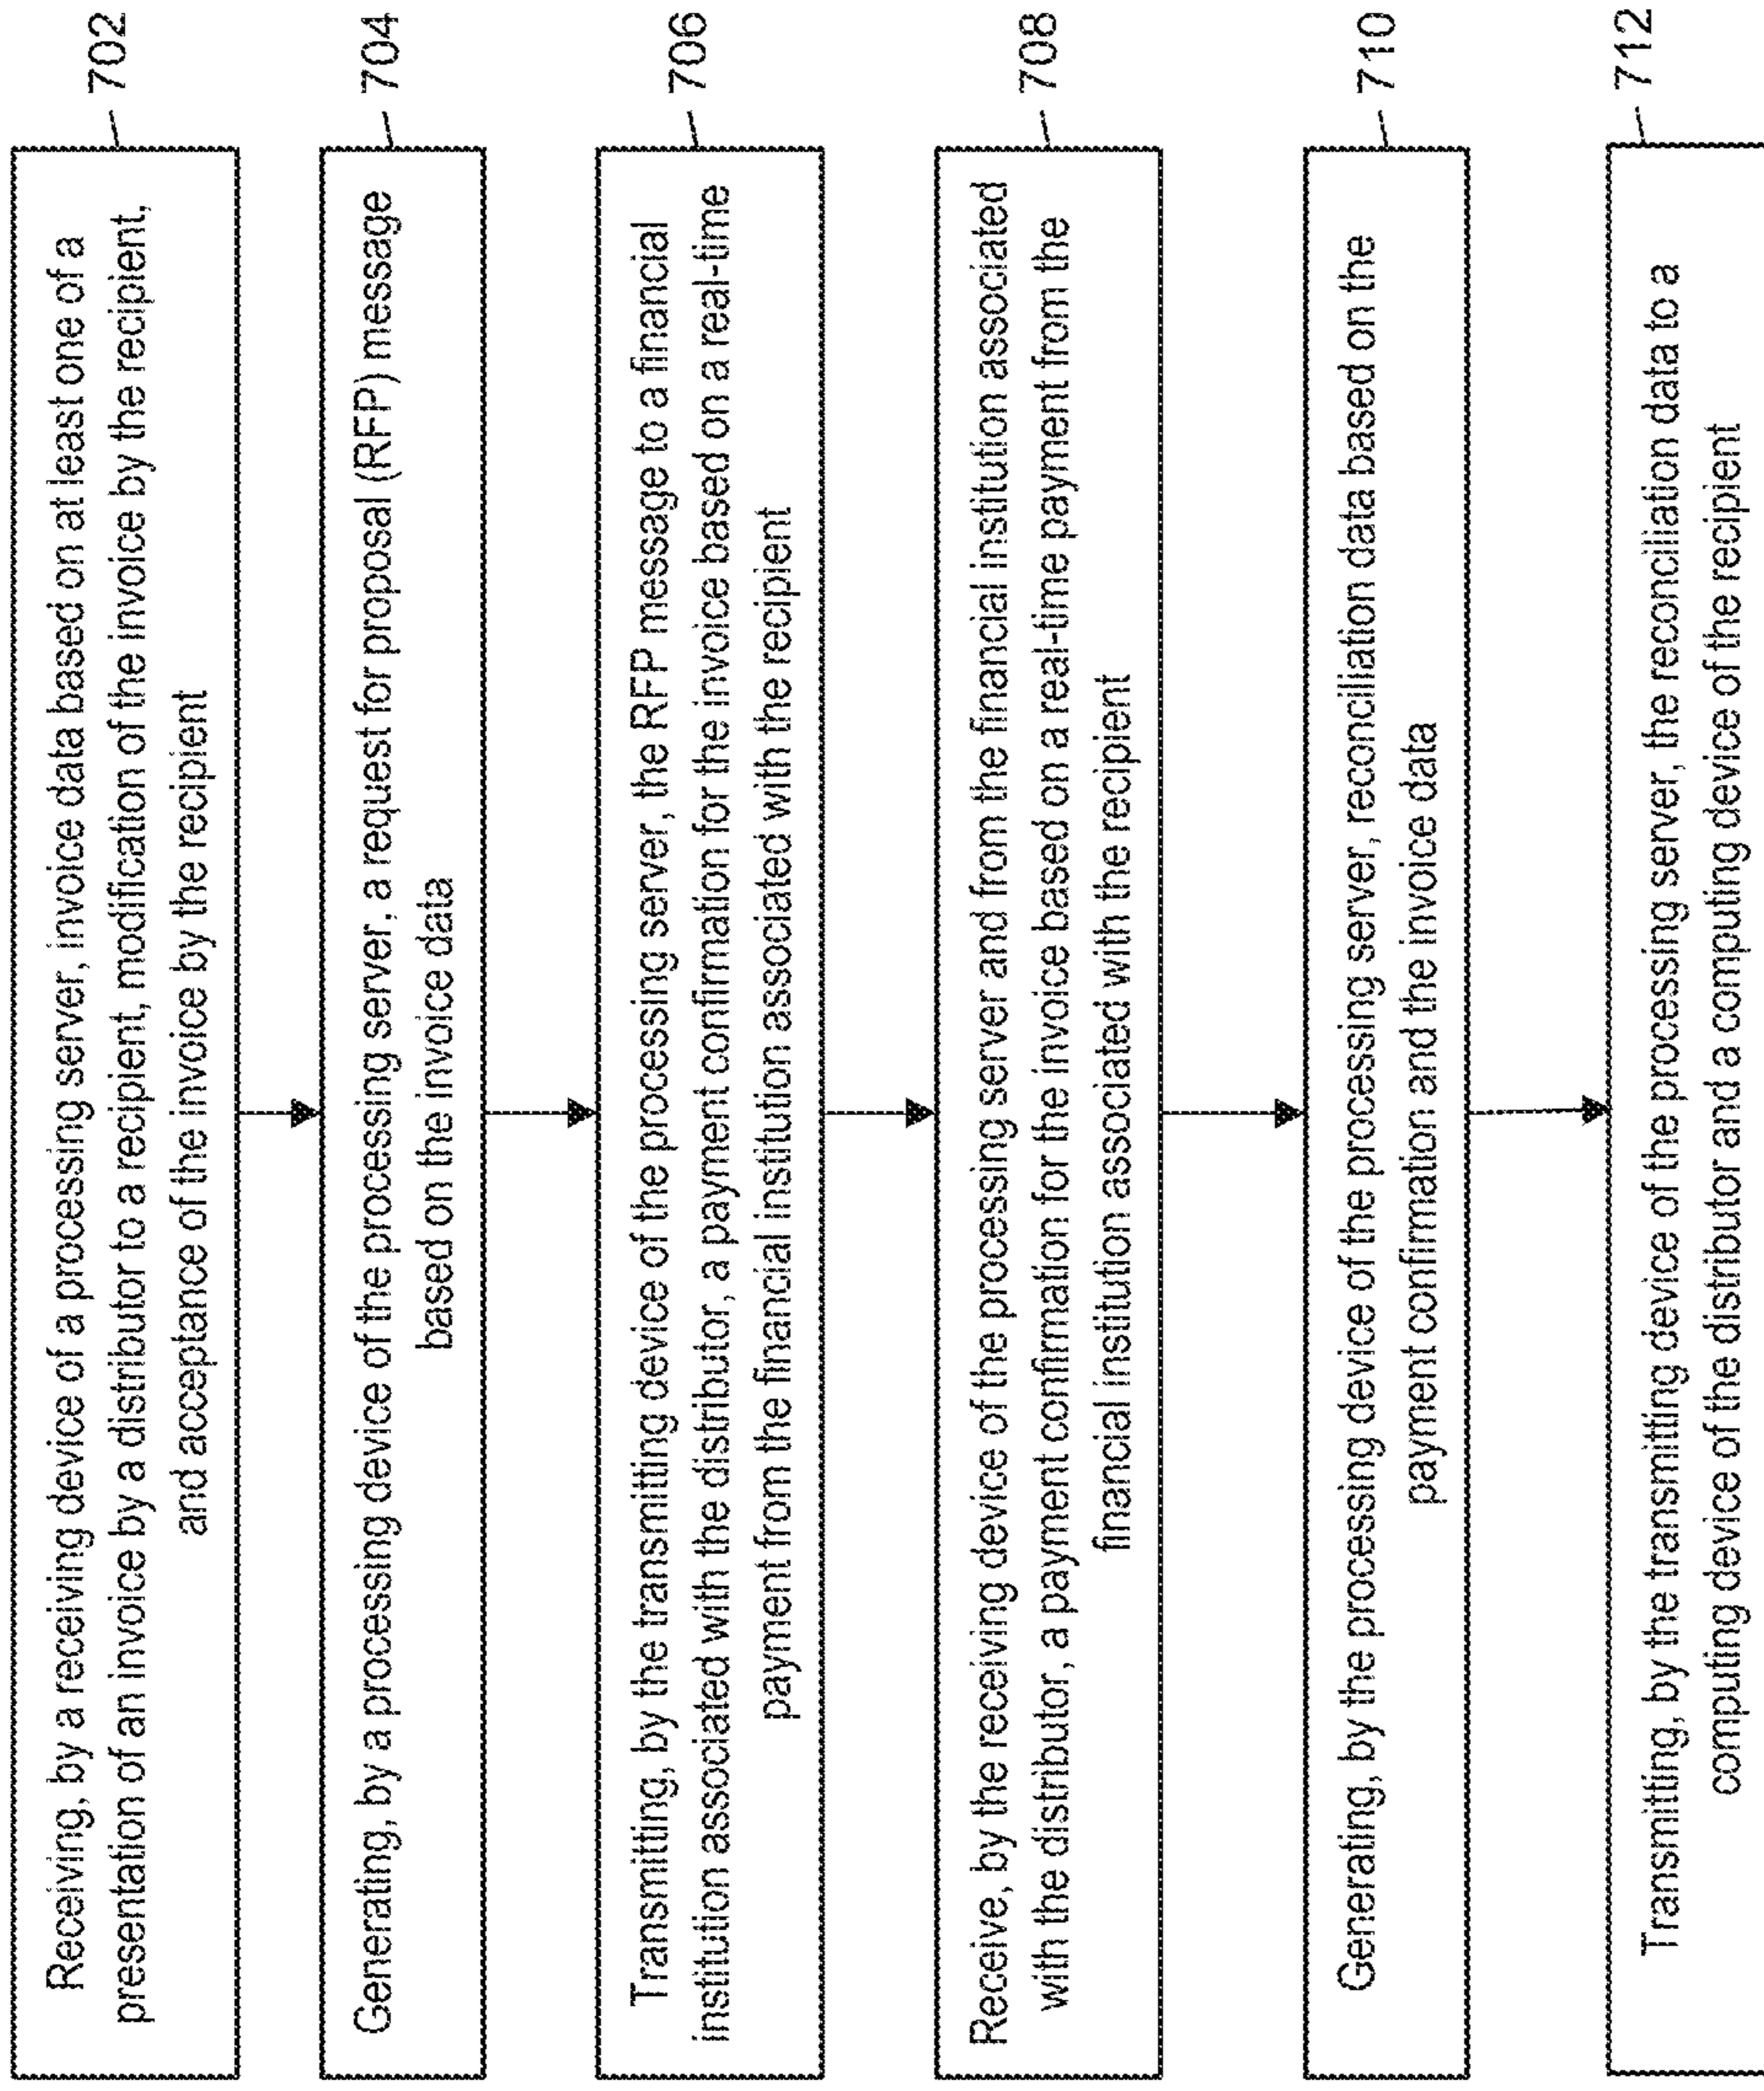 Receiving, by a receiving device of a processing server, invoice data based on at least one of a
presentation of an invoice by a distributor to a recipient, modification of the invoice by the recipient,
and acceptance of the invoice by the recipient
702
Generating, by a processing device of the processing server, a request for proposal (RFP) message
based on the invoice data
704
Transmitting, by the transmitting device of the processing server, the RFP message to a financial
institution associated with the distributor, a payment confirmation for the invoice based on a real-time
payment from the financial institution associated with the recipient
706
Receive, by the receiving device of the processing server and from the financial institution associated
with the distributor, a payment confirmation for the invoice based on a real-time payment from the
financial institution associated with the recipient
708
Generating, by the processing device of the processing server, reconciliation data based on the
payment confirmation and the invoice data
710
Transmitting, by the transmitting device of the processing server, the reconciliation data to a
computing device of the distributor and a computing device of the recipient
712